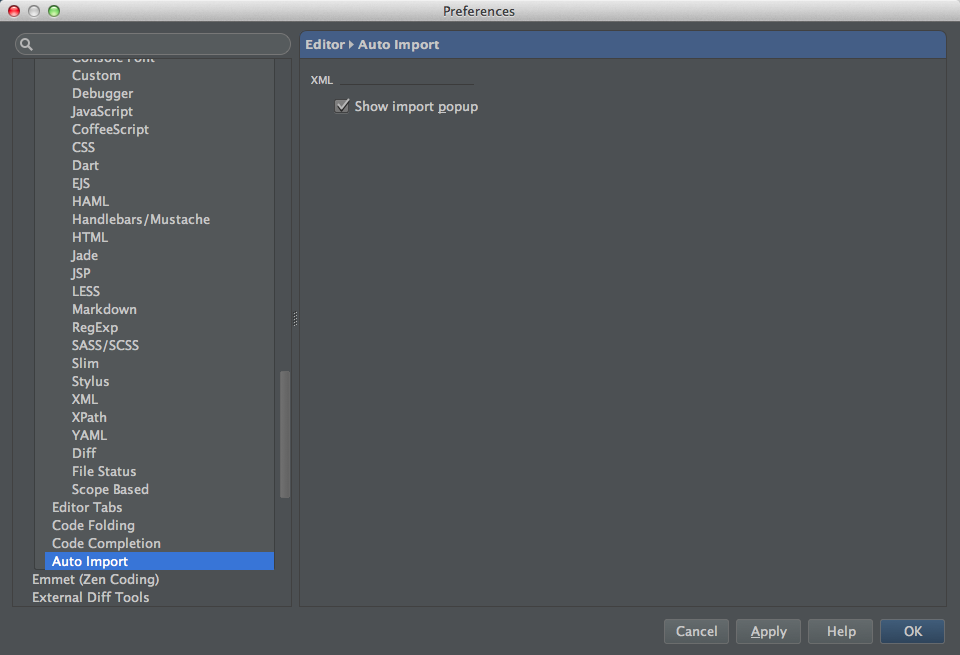 Preferences
Console Font
Custom
Debugger
JavaScript
CoffeeScript
CSS
Dart
EJS
HAML
Handlebars/Mustache
HTML
Jade
JSP
LESS
Markdown
RegExp
SASS/SCSS
Slim
Stylus
XML
XPath
YAML
Diff
File Status
Scope Based
Editor Tabs
Code Folding
Code Completion
Auto Import
Emmet (Zen Coding)
External Diff Tools
Editor Auto Import
XML
Show import popup
Cancel Apply Help OK